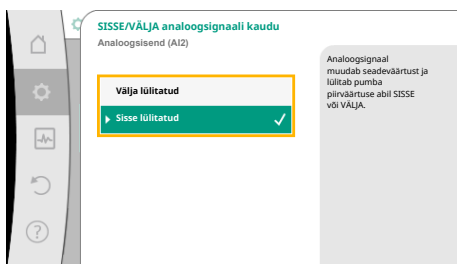 SISSE/VÄLJA analoogsignaali kaudu
Analoogsisend (AI2)
Välja lülitatud
Sisse lülitatud
Analoogsignaal
muudab seadeväärtust ja
lülitab pumba
piirväärtuse abil SISSE
või VÄLJA.